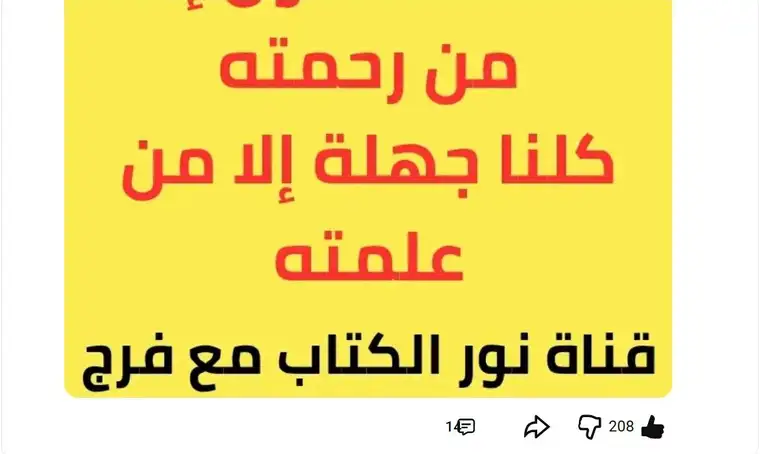 من رحمته
كلنا جهلة إلا من
علمته
قناة نور الكتاب مع فرج
208
14